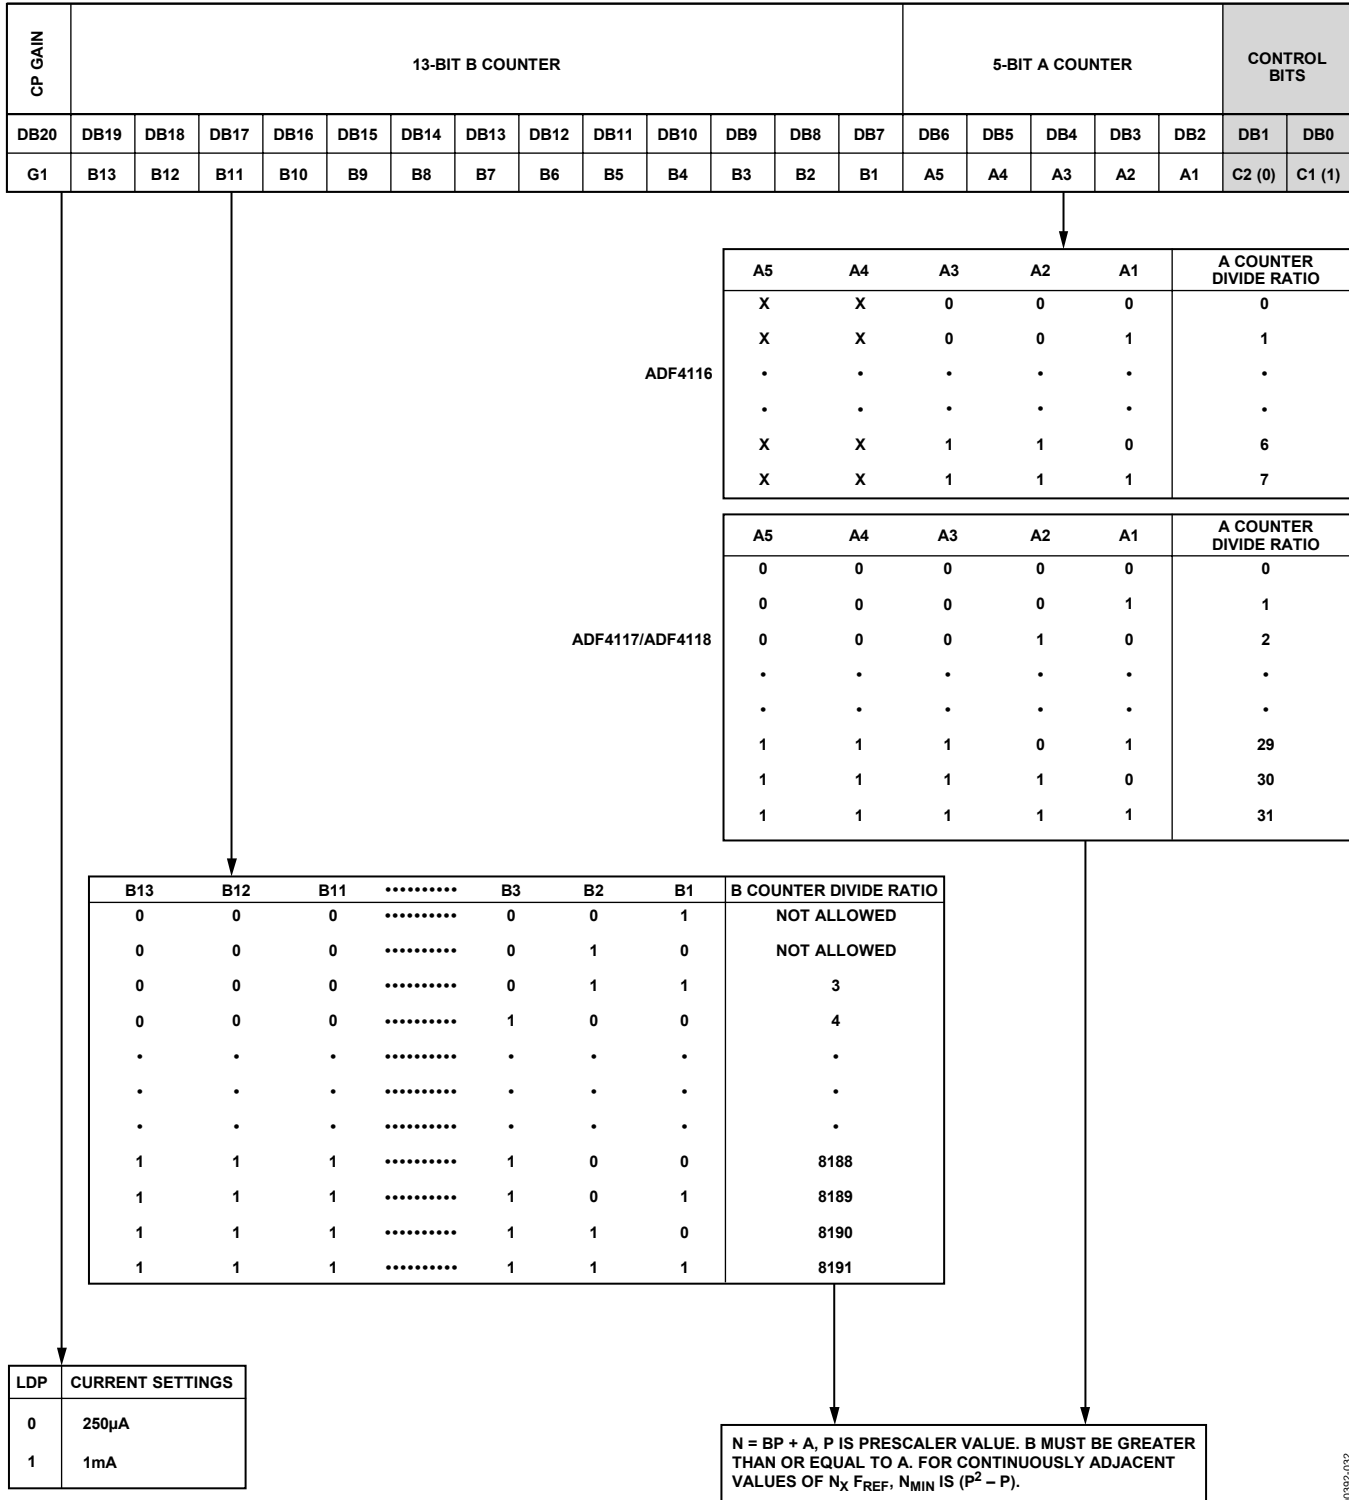 CP GAIN 13-BIT B COUNTER 5-BIT A COUNTER CONTROL BITS
DB20 DB19 DB18 DB17 DB16 DB15 DB14 DB13 DB12 DB11 DB10 DB9 DB8 DB7 DB6 DB5 DB4 DB3 DB2 DB1 DB0
G1 B13 B12 B11 B10 B9 B8 B7 B6 B5 B4 B3 B2 B1 A5 A4 A3 A2 A1 C2 (0) C1 (1)
A5 A4 A3 A2 A1 A COUNTER DIVIDE RATIO
X X 0 0 0 0
X X 0 0 1 1
ADF4116 • • • • • •
• • • • • •
X X 1 1 0 6
X X 1 1 1 7
A5 A4 A3 A2 A1 A COUNTER DIVIDE RATIO
0 0 0 0 0 0
0 0 0 0 1 1
ADF4117/ADF4118 0 0 0 1 0 2
• • • • • •
• • • • • •
1 1 1 0 1 29
1 1 1 1 0 30
1 1 1 1 1 31
B13 B12 B11 •••••••••• B3 B2 B1 B COUNTER DIVIDE RATIO
0 0 0 •••••••••• 0 0 1 NOT ALLOWED
0 0 0 •••••••••• 0 1 0 NOT ALLOWED
0 0 0 •••••••••• 0 1 1 3
0 0 0 •••••••••• 1 0 0 4
• • • •••••••••• • • • •
• • • •••••••••• • • • •
• • • •••••••••• • • • •
1 1 1 •••••••••• 1 0 0 8188
1 1 1 •••••••••• 1 0 1 8189
1 1 1 •••••••••• 1 1 0 8190
1 1 1 •••••••••• 1 1 1 8191
LDP CURRENT SETTINGS
0 250µA
1 1mA
N = BP + A, P IS PRESCALER VALUE. B MUST BE GREATER
THAN OR EQUAL TO A. FOR CONTINUOUSLY ADJACENT
VALUES OF NX FREF, NMIN IS (P² – P).